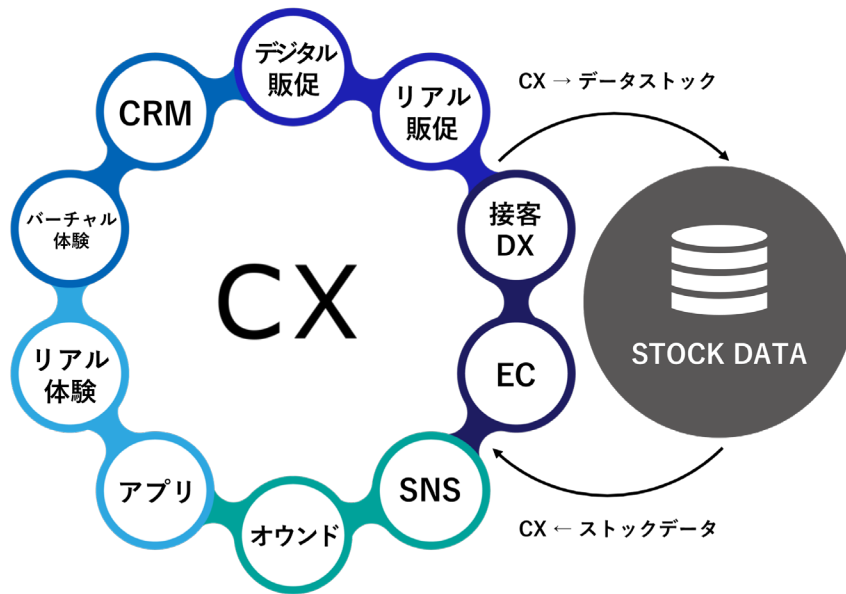 デジタル
販促
リアル
販促
CX → データストック
CRM
バーチャル
体験
接客
DX
CX
STOCK DATA
リアル
体験
EC
アプリ
SNS
オウンド
CX ← ストックデータ